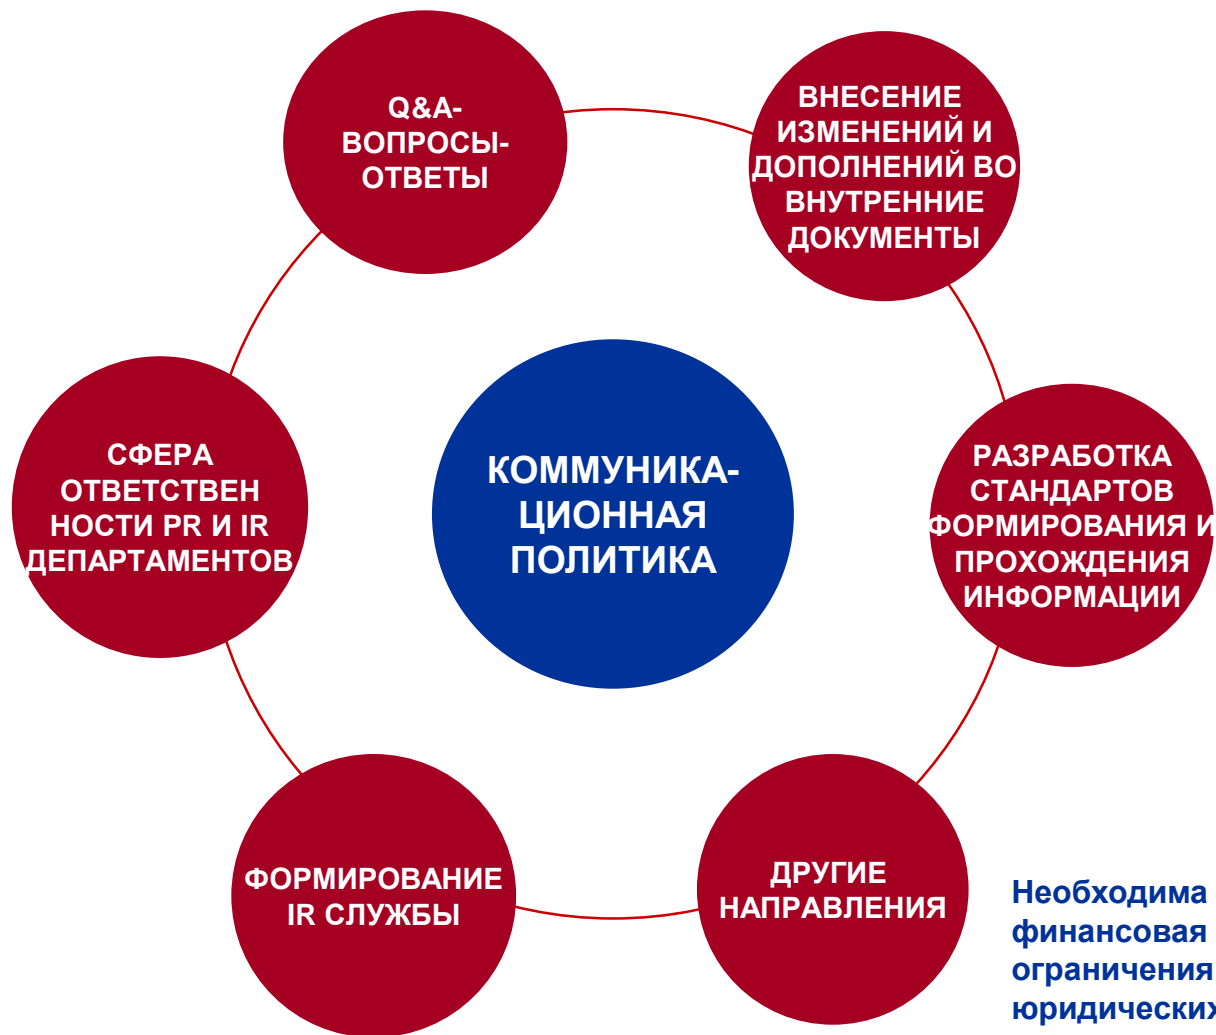 Q&A-
ВОПРОСЫ-
ОТВЕТЫ
ВНЕСЕНИЕ
ИЗМЕНЕНИЙ И
ДОПОЛНЕНИЙ ВО
ВНУТРЕННИЕ
ДОКУМЕНТЫ
СФЕРА
ОТВЕТСТВЕН
НОСТИ PR И IR
ДЕПАРТАМЕНТОВ
КОММУНИКА-
ЦИОННАЯ
ПОЛИТИКА
РАЗРАБОТКА
СТАНДАРТОВ
ФОРМИРОВАНИЯ И
ПРОХОЖДЕНИЯ
ИНФОРМАЦИИ
ФОРМИРОВАНИЕ
IR СЛУЖБЫ
ДРУГИЕ
НАПРАВЛЕНИЯ
Необходима
финансовая
ограничения
юридических